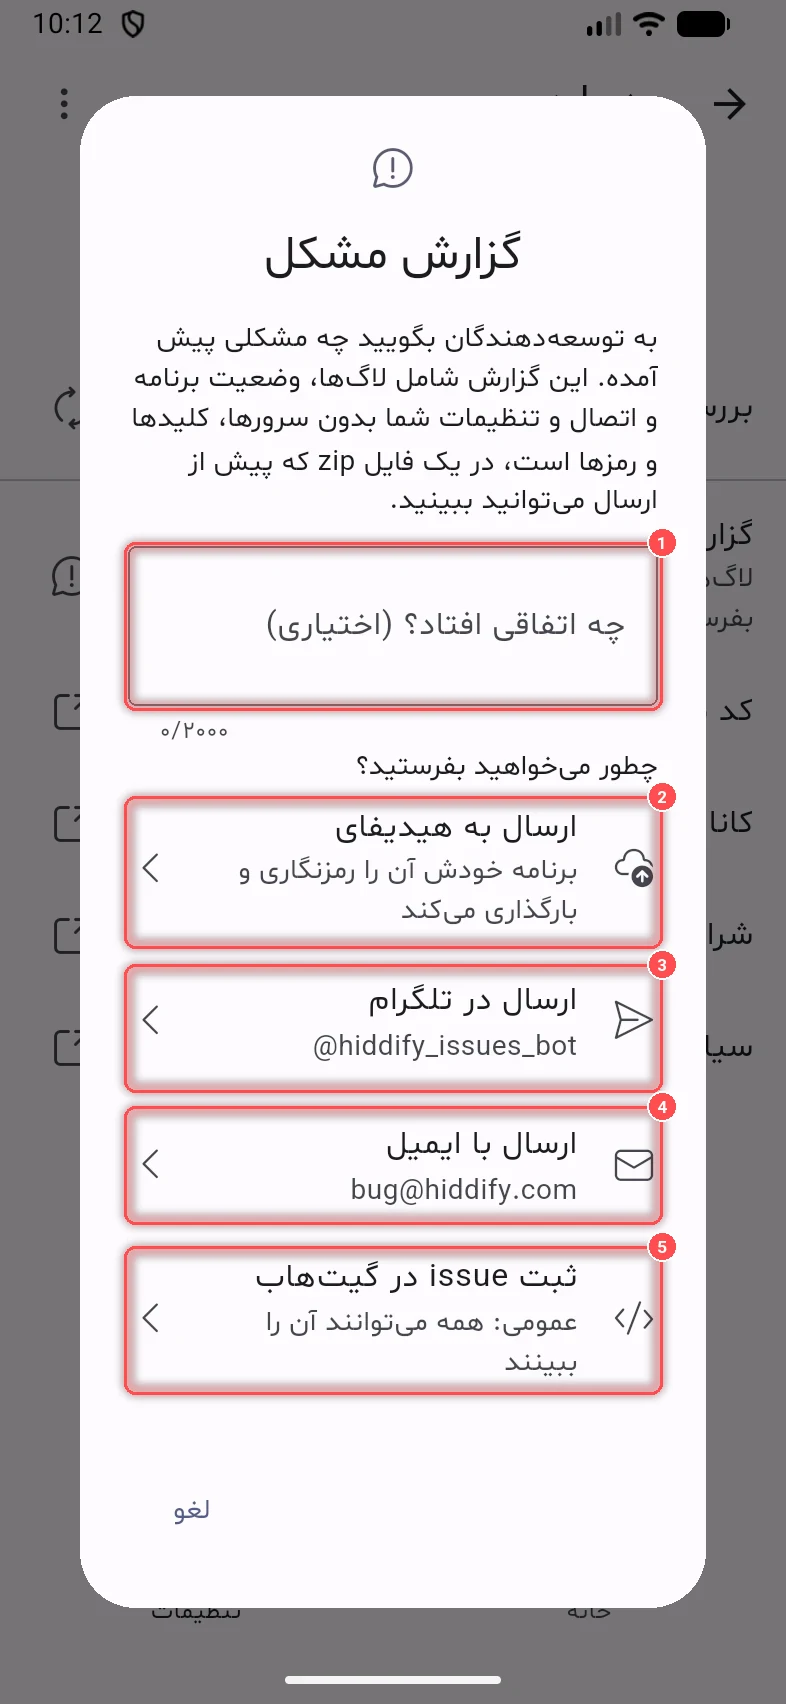 10:12
گزارش مشکل
به توسعه‌دهندگان بگویید چه مشکلی پیش
آمده. این گزارش شامل لاگ‌ها، وضعیت برنامه
و اتصال و تنظیمات شما بدون سرورها، کلیدها
و رمزها است، در یک فایل zip که پیش از
ارسال می‌توانید ببینید.
1
چه اتفاقی افتاد؟ (اختیاری)
۰/۲۰۰۰
چطور می‌خواهید بفرستید؟
2
ارسال به هیدیفای
برنامه خودش آن را رمزنگاری و
بارگذاری می‌کند
3
ارسال در تلگرام
@hiddify_issues_bot
4
ارسال با ایمیل
bug@hiddify.com
5
ثبت issue در گیت‌هاب
عمومی: همه می‌توانند آن را
ببینند
لغو
کد
خانه
تنظیمات